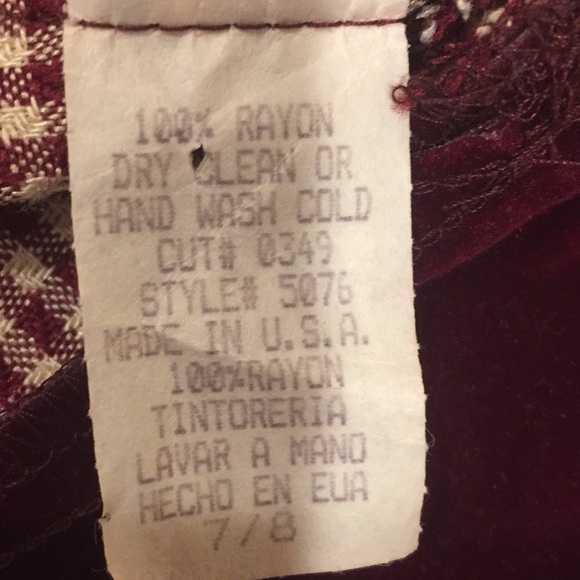 100% RAYON
DRY CLEAN OR
HAND WASH COLD
CUT# 0349
STYLE# 5076
MADE IN U.S.A.
100%RAYON
TINTORERIA
LAVAR A MANO
HECHO EN EUA
7/8